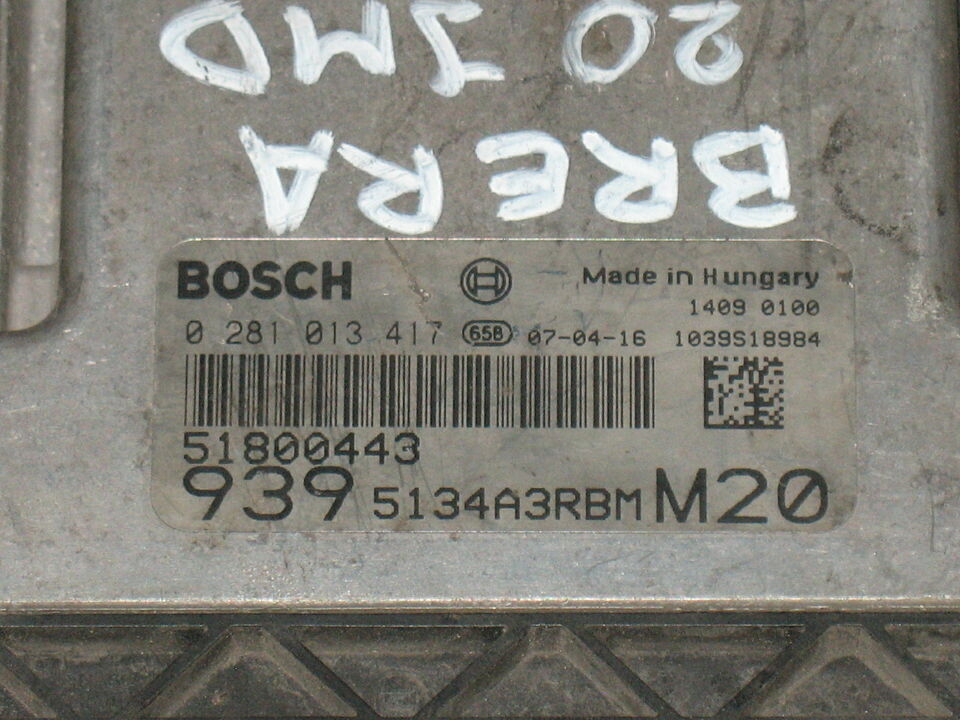 BRERA
20 JMD
BOSCH
Made in Hungary
1409 0100
0 281 013 417 65B 07-04-16 1039S18984
51800443
939 5134A3RBM M20